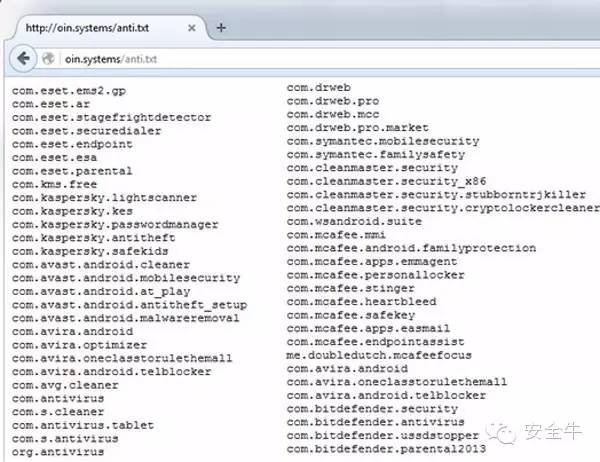 http://oin.systems/anti.txt
oin.systems/anti.txt
com.eset.ems2.gp
com.eset.ar
com.eset.stagefrightdetector
com.eset.securedialer
com.eset.endpoint
com.eset.esa
com.eset.parental
com.kms.free
com.kaspersky.lightscanner
com.kaspersky.kes
com.kaspersky.passwordmanager
com.kaspersky.antitheft
com.kaspersky.safekids
com.avast.android.cleaner
com.avast.android.mobilesecurity
com.avast.android.at_play
com.avast.android.antitheft_setup
com.avast.android.malwareremoval
com.avira.android
com.avira.optimizer
com.avira.oneclasstorulethemall
com.avira.android.telblocker
com.avg.cleaner
com.antivirus
com.s.cleaner
com.antivirus.tablet
com.s.antivirus
org.antivirus
com.drweb
com.drweb.pro
com.drweb.mcc
com.drweb.pro.market
com.symantec.mobilesecurity
com.symantec.familysafety
com.cleanmaster.security
com.cleanmaster.security_x86
com.cleanmaster.security.stubborntrjkiller
com.cleanmaster.security.cryptolockercleaner
com.wsandroid.suite
com.mcafee.mmi
com.mcafee.android.familyprotection
com.mcafee.apps.emmagent
com.mcafee.personallocker
com.mcafee.stinger
com.mcafee.heartbleed
com.mcafee.safekey
com.mcafee.apps.easmail
com.mcafee.endpointassist
me.doubledutch.mcafeefocus
com.avira.android
com.avira.oneclasstorulethemall
com.avira.android.telblocker
com.bitdefender.security
com.bitdefender.antivirus
com.bitdefender.ussdstopper
com.bitdefender.parental2013
安全牛